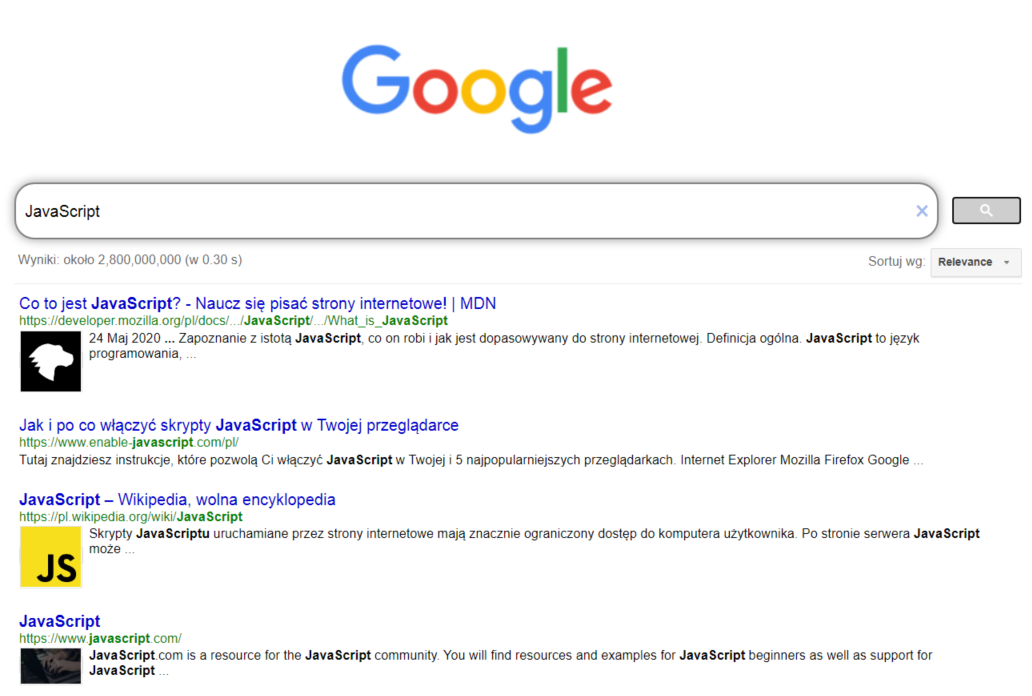 Google
JavaScript
Wyniki: około 2,800,000,000 (w 0.30 s)
Sortuj wg: Relevance
Co to jest JavaScript? - Naucz się pisać strony internetowe! | MDN
https://developer.mozilla.org/pl/docs/.../JavaScript/.../What_is_JavaScript
24 Maj 2020 ... Zapoznanie z istotą JavaScript, co on robi i jak jest dopasowywany do strony internetowej. Definicja ogólna. JavaScript to język
programowania, ...
Jak i po co włączyć skrypty JavaScript w Twojej przeglądarce
https://www.enable-javascript.com/pl/
Tutaj znajdziesz instrukcje, które pozwolą Ci włączyć JavaScript w Twojej i 5 najpopularniejszych przeglądarkach. Internet Explorer Mozilla Firefox Google ...
JavaScript – Wikipedia, wolna encyklopedia
https://pl.wikipedia.org/wiki/JavaScript
Skrypty JavaScriptu uruchamiane przez strony internetowe mają znacznie ograniczony dostęp do komputera użytkownika. Po stronie serwera JavaScript
może ...
JS
JavaScript
https://www.javascript.com/
JavaScript.com is a resource for the JavaScript community. You will find resources and examples for JavaScript beginners as well as support for
JavaScript ...